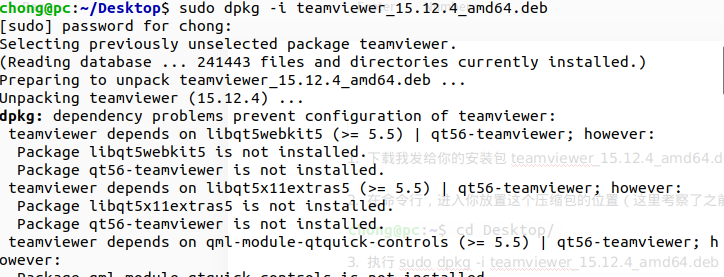 chong@pc:~/Desktop$ sudo dpkg -i teamviewer_15.12.4_amd64.deb
[sudo] password for chong:
Selecting previously unselected package teamviewer.
(Reading database ... 241443 files and directories currently installed.)
Preparing to unpack teamviewer_15.12.4_amd64.deb ...
Unpacking teamviewer (15.12.4) ...
dpkg: dependency problems prevent configuration of teamviewer:
 teamviewer depends on libqt5webkit5 (>= 5.5) | qt56-teamviewer; however:
  Package libqt5webkit5 is not installed.
下载我发给你的安装包 teamviewer_15.12.4_amd64.d
  Package qt56-teamviewer is not installed.
 teamviewer depends on libqt5x11extras5 (>= 5.5) | qt56-teamviewer; however:
  Package libqt5x11extras5 is not installed.
在命令行，进入你放置这个压缩包的位置（这里考察了之前
  Package qt56-teamviewer is not installed.
chong@pc:~$ cd Desktop/
 teamviewer depends on qml-module-qtquick-controls (>= 5.5) | qt56-teamviewer; h
owever:
3. 执行 sudo dpkg -i teamviewer_15.12.4_amd64.deb
  Package qml-module-qtquick-controls is not installed.